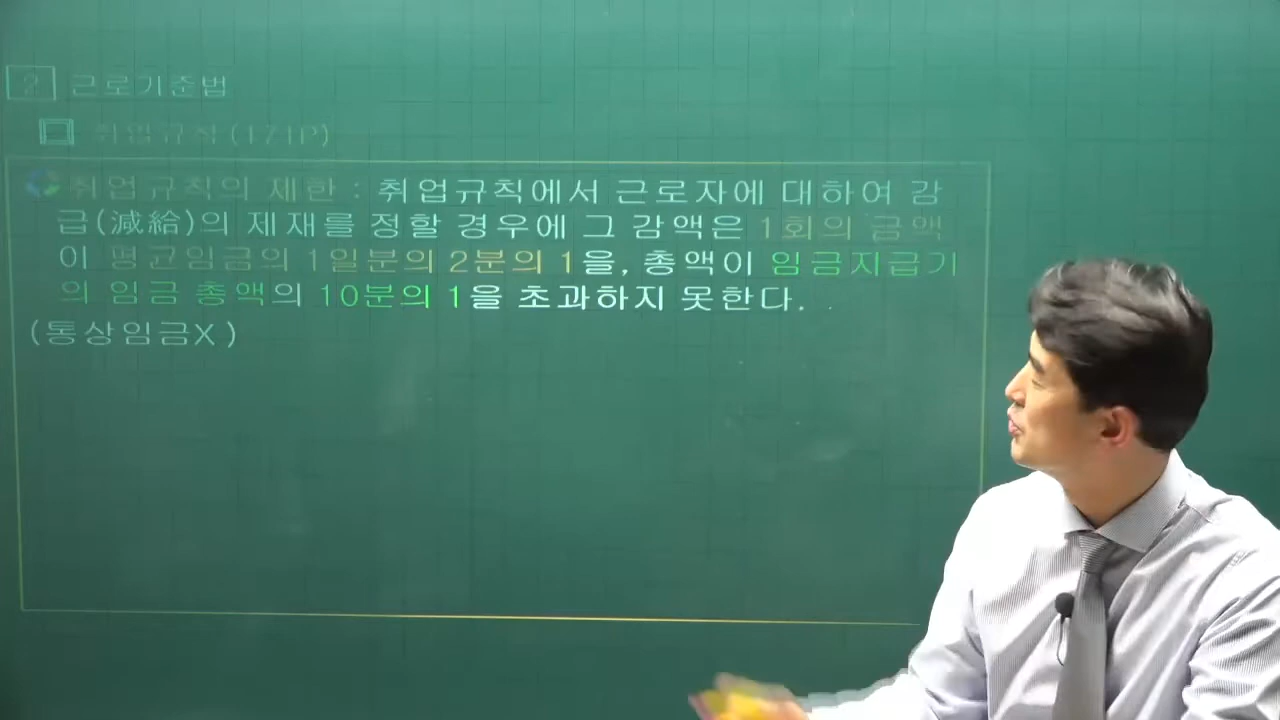 2 근로기준법
취업규칙 (171P)
취업규칙의 제한 : 취업규칙에서 근로자에 대하여 감
급(減給)의 제재를 정할 경우에 그 감액은 1회의 금액
이 평균임금의 1일분의 2분의 1을, 총액이 임금지급기
의 임금 총액의 10분의 1을 초과하지 못한다.
(통상임금X)